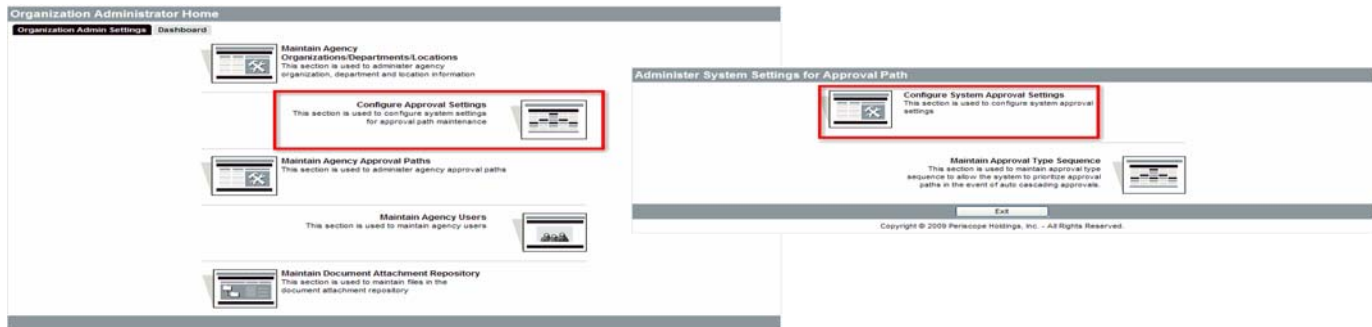 Organization Administrator Home
Organization Admin Settings Dashboard
Maintain Agency
Organizations/Departments/Locations
This section is used to administer agency
organization, department and location information
Configure Approval Settings
This section is used to configure system settings
for approval path maintenance
Maintain Agency Approval Paths
This section is used to administer agency approval paths
Maintain Agency Users
This section is used to maintain agency users
Maintain Document Attachment Repository
This section is used to maintain files in the
document attachment repository
Administer System Settings for Approval Path
Configure System Approval Settings
This section is used to configure system approval
settings
Maintain Approval Type Sequence
This section is used to maintain approval type
sequence to allow the system to prioritize approval
paths in the event of auto cascading approvals.
Exit
Copyright © 2009 Periscope Holdings, Inc. - All Rights Reserved.